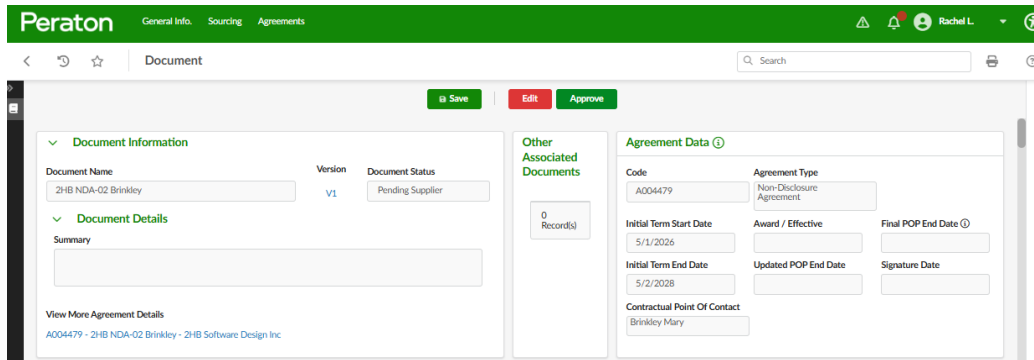 Peraton General Info. Sourcing Agreements Rachel L.
Document Search
Save Edit Approve
Document Information
Document Name Version Document Status
2HB NDA-02 Brinkley V1 Pending Supplier
Document Details
Summary
View More Agreement Details
A004479 - 2HB NDA-02 Brinkley - 2HB Software Design Inc
Other
Associated
Documents
0
Record(s)
Agreement Data
Code Agreement Type
A004479 Non-Disclosure
Agreement
Initial Term Start Date Award / Effective Final POP End Date
5/1/2026
Initial Term End Date Updated POP End Date Signature Date
5/2/2028
Contractual Point Of Contact
Brinkley Mary